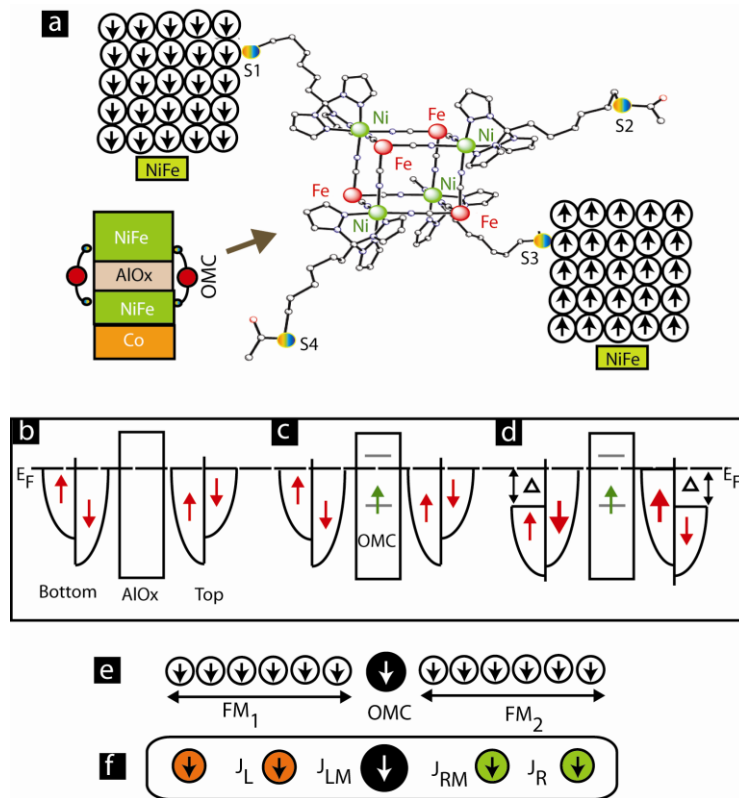 a
S1
Ni
Fe
Ni
S2
NiFe
Fe
Fe
Ni
Fe
Ni
S3
NiFe
AlOx
NiFe
Co
OMC
S4
NiFe
b
c
d
E_F
Δ
Δ
E_F
OMC
Bottom
AlOx
Top
e
FM_1
OMC
FM_2
f
J_L
J_LM
J_RM
J_R